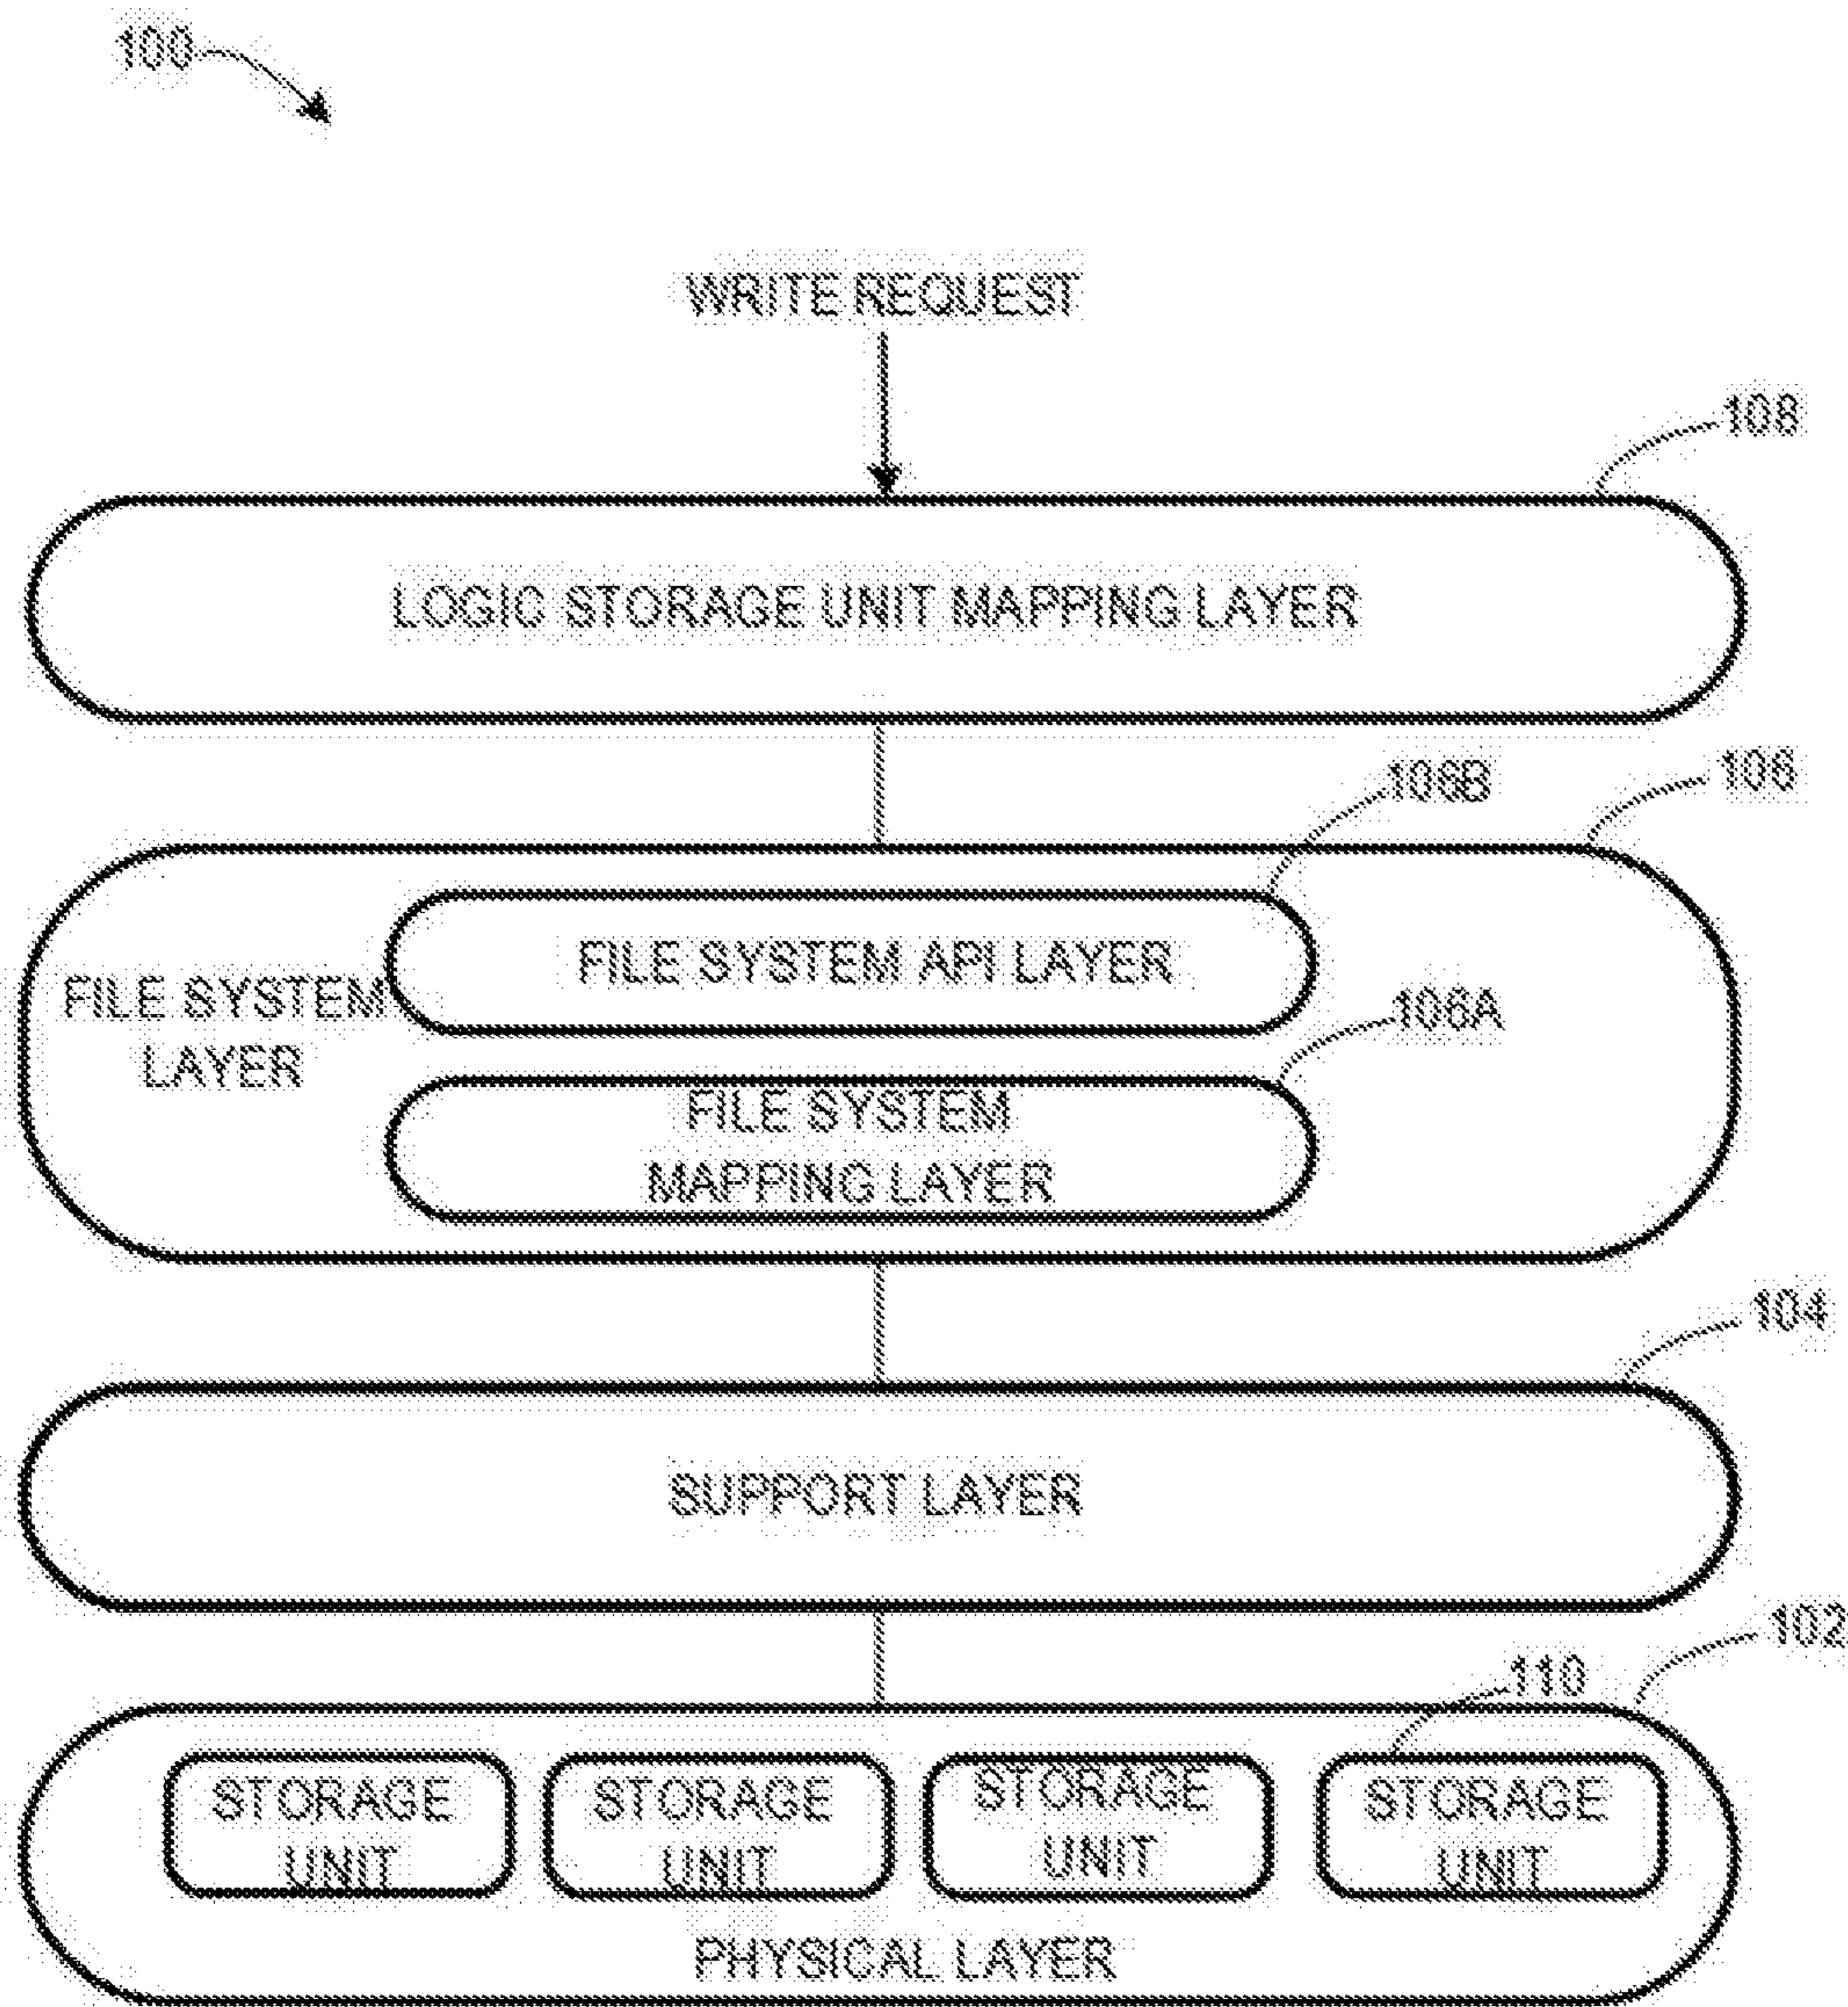 100
WRITE REQUEST
108
LOGIC STORAGE UNIT MAPPING LAYER
106B
106
FILE SYSTEM API LAYER
FILE SYSTEM
LAYER
106A
FILE SYSTEM
MAPPING LAYER
104
SUPPORT LAYER
102
110
STORAGE
UNIT
STORAGE
UNIT
STORAGE
UNIT
STORAGE
UNIT
PHYSICAL LAYER